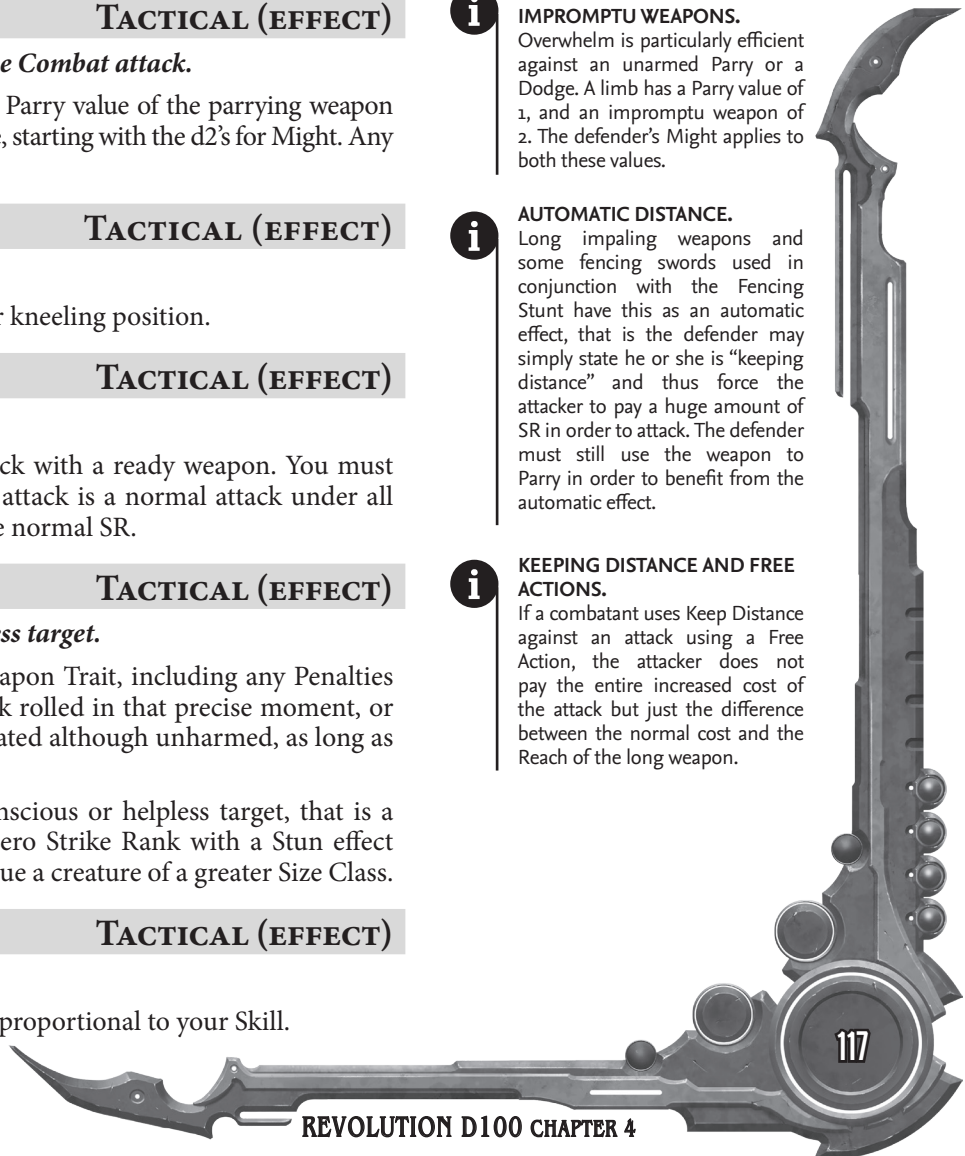 TACTICAL (EFFECT)
e Combat attack.
Parry value of the parrying weapon
e, starting with the d2's for Might. Any
TACTICAL (EFFECT)
r kneeling position.
TACTICAL (EFFECT)
ck with a ready weapon. You must
attack is a normal attack under all
e normal SR.
TACTICAL (EFFECT)
ess target.
apon Trait, including any Penalties
k rolled in that precise moment, or
ated although unharmed, as long as
nscious or helpless target, that is a
ero Strike Rank with a Stun effect
ue a creature of a greater Size Class.
TACTICAL (EFFECT)
proportional to your Skill.
i
IMPROMPTU WEAPONS.
Overwhelm is particularly efficient
against an unarmed Parry or a
Dodge. A limb has a Parry value of
1, and an impromptu weapon of
2. The defender's Might applies to
both these values.
i
AUTOMATIC DISTANCE.
Long impaling weapons and
some fencing swords used in
conjunction with the Fencing
Stunt have this as an automatic
effect, that is the defender may
simply state he or she is “keeping
distance” and thus force the
attacker to pay a huge amount of
SR in order to attack. The defender
must still use the weapon to
Parry in order to benefit from the
automatic effect.
i
KEEPING DISTANCE AND FREE
ACTIONS.
If a combatant uses Keep Distance
against an attack using a Free
Action, the attacker does not
pay the entire increased cost of
the attack but just the difference
between the normal cost and the
Reach of the long weapon.
117
REVOLUTION D100 CHAPTER 4